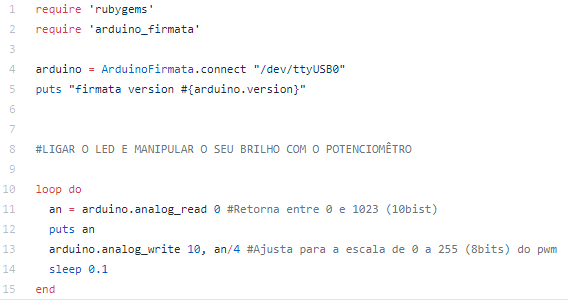 1 require 'rubygems'
2 require 'arduino_firmata'
3
4 arduino = ArduinoFirmata.connect "/dev/ttyUSB0"
5 puts "firmata version #{arduino.version}"
6
7
8 #LIGAR O LED E MANIPULAR O SEU BRILHO COM O POTENCIOMÊTRO
9
10 loop do
11 an = arduino.analog_read 0 #Retorna entre 0 e 1023 (10bist)
12 puts an
13 arduino.analog_write 10, an/4 #Ajusta para a escala de 0 a 255 (8bits) do pwm
14 sleep 0.1
15 end